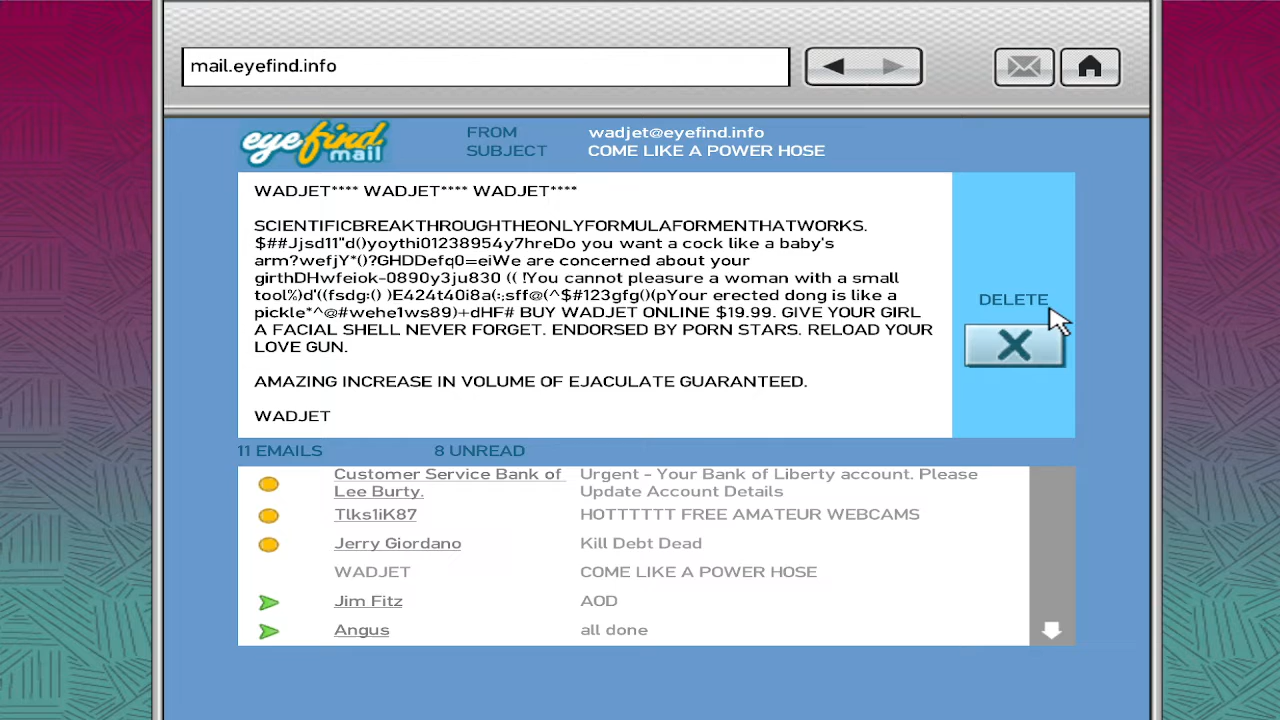 mail.eyefind.info
eyefind mail
FROM wadjet@eyefind.info
SUBJECT COME LIKE A POWER HOSE
WADJET**** WADJET**** WADJET****
SCIENTIFICBREAKTHROUGHTHEONLYFORMULAFORMENTHATWORKS.
$##Jjsd11"d()yoythi01238954y7hreDo you want a cock like a baby's
arm?wefjY*()?GHDDefq0=eiWe are concerned about your
girthDHwfeiok-0890y3ju830 (( !You cannot pleasure a woman with a small
tool%)d'((fsdg:() )E424t40i8a(:;sff@(^$#123gfg()(pYour erected dong is like a
pickle*^@#wehe1ws89)+dHF# BUY WADJET ONLINE $19.99. GIVE YOUR GIRL
A FACIAL SHELL NEVER FORGET. ENDORSED BY PORN STARS. RELOAD YOUR
LOVE GUN.
AMAZING INCREASE IN VOLUME OF EJACULATE GUARANTEED.
WADJET
DELETE
11 EMAILS 8 UNREAD
Customer Service Bank of Urgent - Your Bank of Liberty account. Please
Lee Burty. Update Account Details
Tlks1iK87 HOTTTTTT FREE AMATEUR WEBCAMS
Jerry Giordano Kill Debt Dead
WADJET COME LIKE A POWER HOSE
Jim Fitz AOD
Angus all done